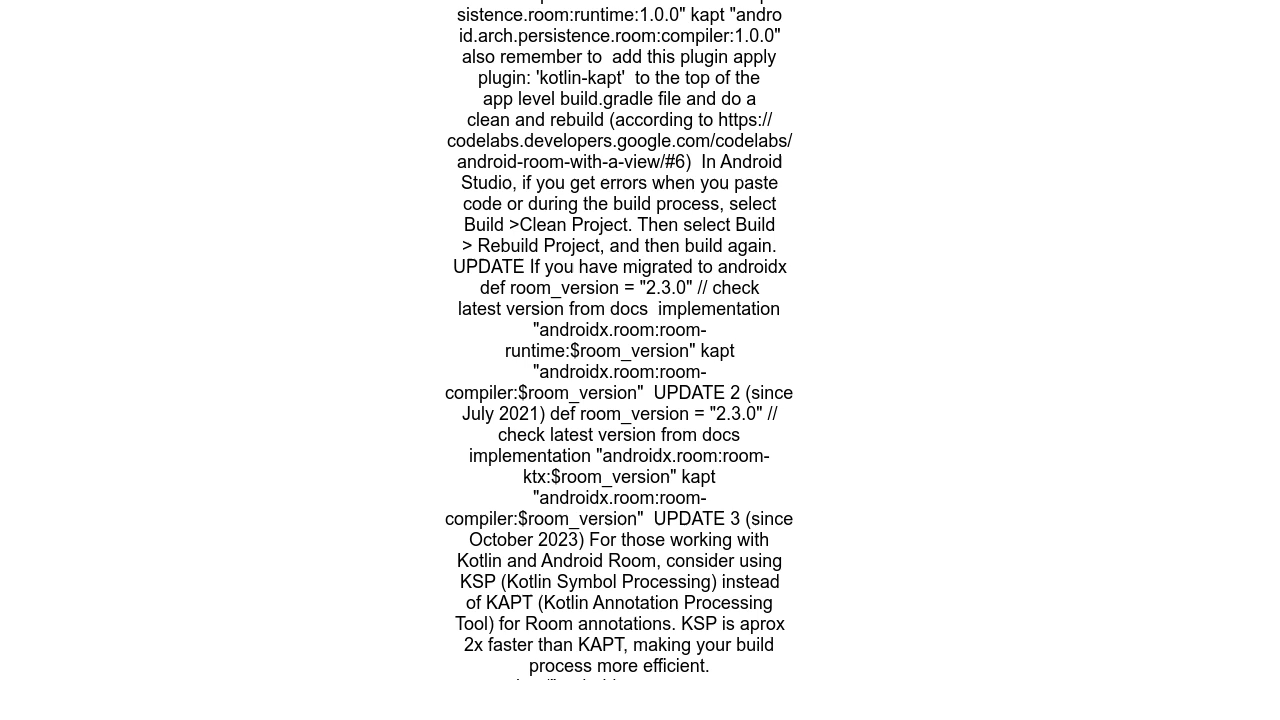 sistence.room:runtime:1.0.0" kapt "andro
id.arch.persistence.room:compiler:1.0.0"
also remember to  add this plugin apply
plugin: 'kotlin-kapt'  to the top of the
app level build.gradle file and do a
clean and rebuild (according to https://
codelabs.developers.google.com/codelabs/
android-room-with-a-view/#6)  In Android
Studio, if you get errors when you paste
code or during the build process, select
Build >Clean Project. Then select Build
> Rebuild Project, and then build again.
UPDATE If you have migrated to androidx
def room_version = "2.3.0" // check
latest version from docs  implementation
"androidx.room:room-
runtime:$room_version" kapt
"androidx.room:room-
compiler:$room_version"  UPDATE 2 (since
July 2021) def room_version = "2.3.0" //
check latest version from docs
implementation "androidx.room:room-
ktx:$room_version" kapt
"androidx.room:room-
compiler:$room_version"  UPDATE 3 (since
October 2023) For those working with
Kotlin and Android Room, consider using
KSP (Kotlin Symbol Processing) instead
of KAPT (Kotlin Annotation Processing
Tool) for Room annotations. KSP is aprox
2x faster than KAPT, making your build
process more efficient.